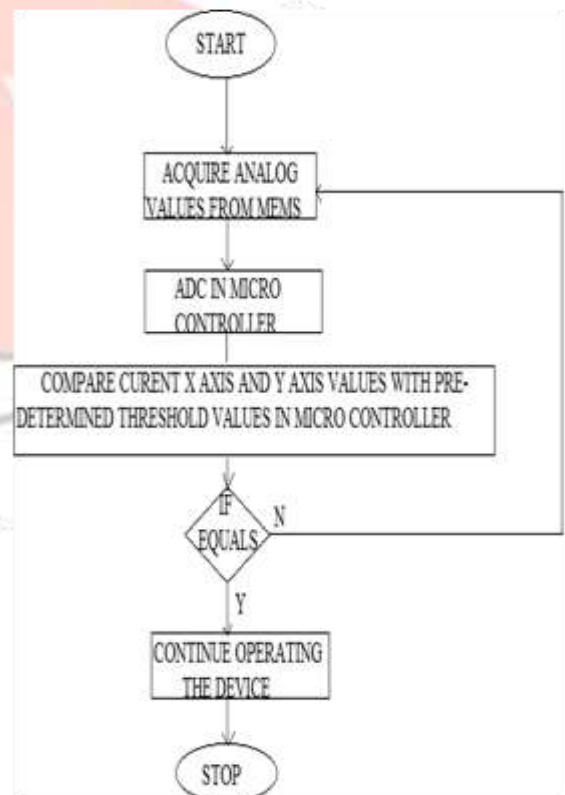 START
ACQUIRE ANALOG
VALUES FROM MEMS
ADC IN MICRO
CONTROLLER
COMPARE CURENT X AXIS AND Y AXIS VALUES WITH PRE-
DETERMINED THRESHOLD VALUES IN MICRO CONTROLLER
IF
EQUALS
N
Y
CONTINUE OPERATING
THE DEVICE
STOP